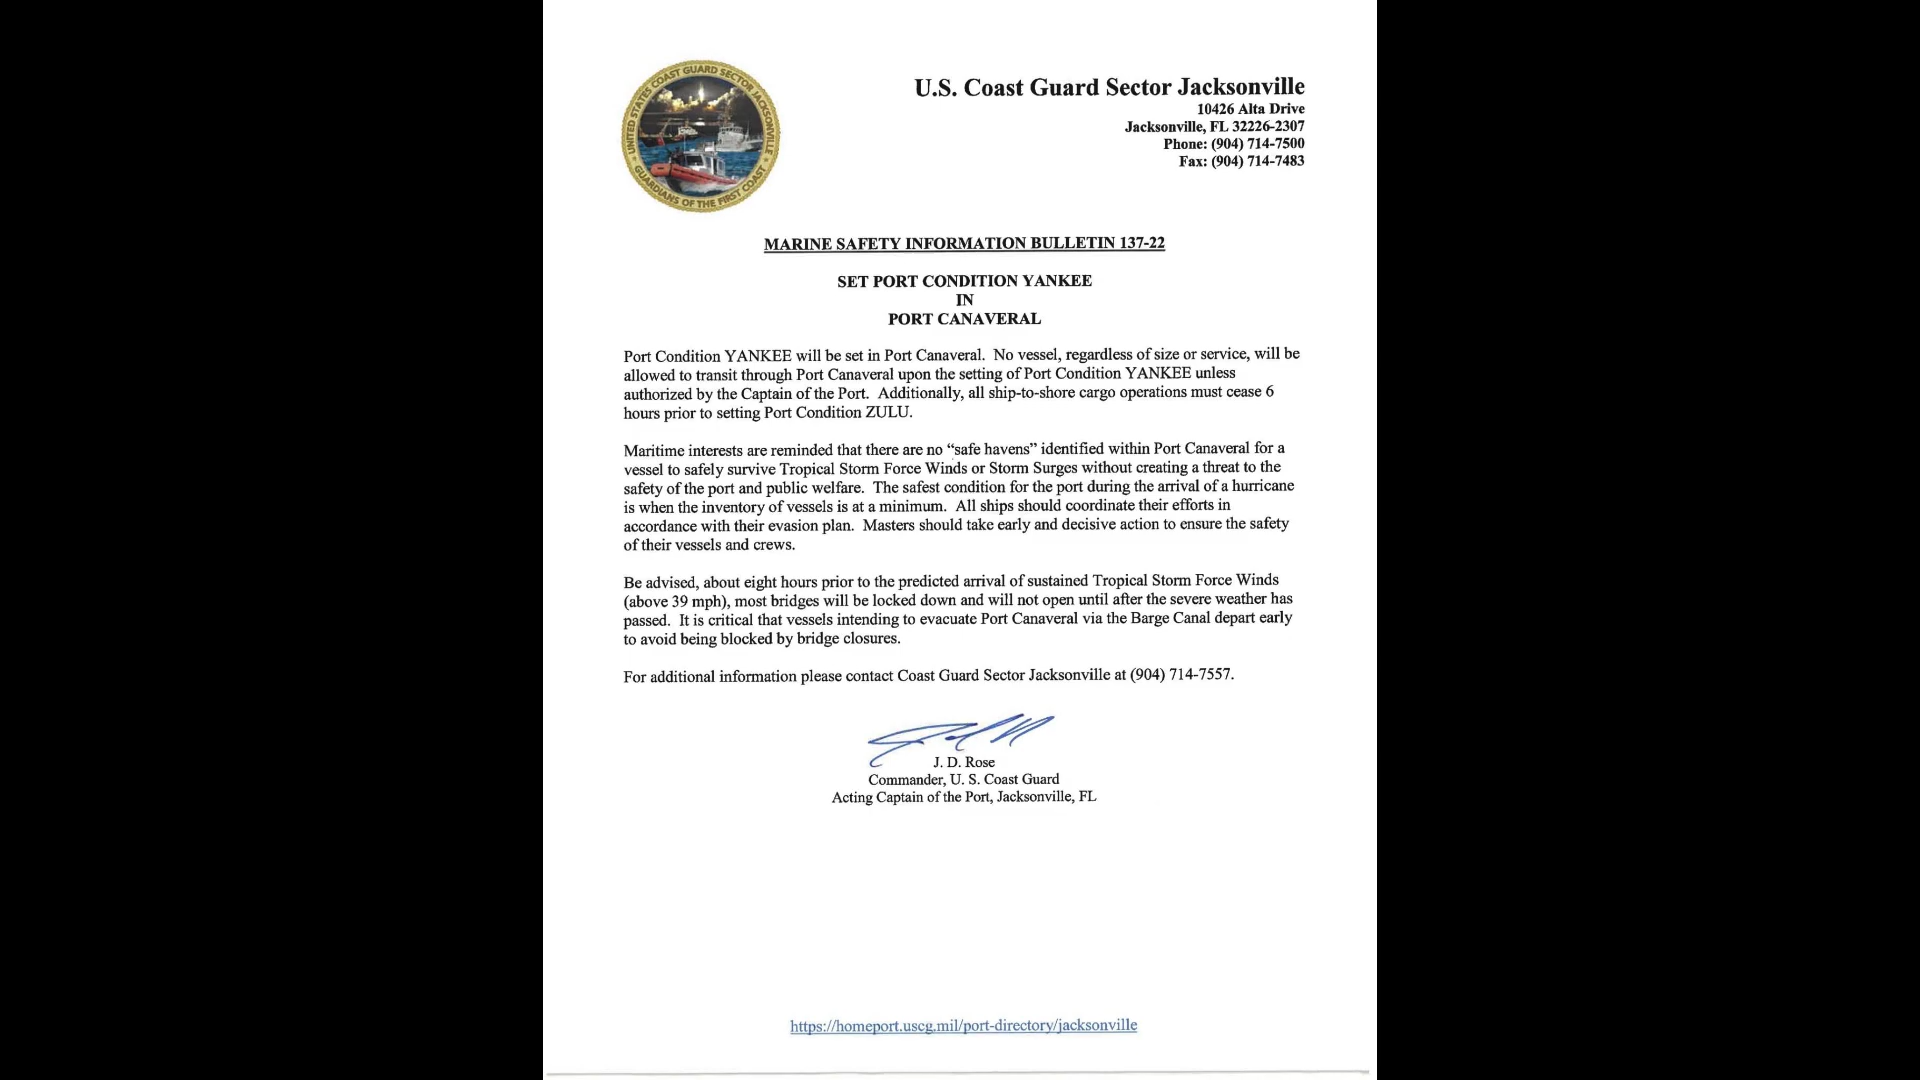 UNITED STATES COAST GUARD SECTOR JACKSONVILLE
GUARDIANS OF THE FIRST COAST
U.S. Coast Guard Sector Jacksonville
10426 Alta Drive
Jacksonville, FL 32226-2307
Phone: (904) 714-7500
Fax: (904) 714-7483
MARINE SAFETY INFORMATION BULLETIN 137-22
SET PORT CONDITION YANKEE
IN
PORT CANAVERAL
Port Condition YANKEE will be set in Port Canaveral. No vessel, regardless of size or service, will be
allowed to transit through Port Canaveral upon the setting of Port Condition YANKEE unless
authorized by the Captain of the Port. Additionally, all ship-to-shore cargo operations must cease 6
hours prior to setting Port Condition ZULU.
Maritime interests are reminded that there are no “safe havens” identified within Port Canaveral for a
vessel to safely survive Tropical Storm Force Winds or Storm Surges without creating a threat to the
safety of the port and public welfare. The safest condition for the port during the arrival of a hurricane
is when the inventory of vessels is at a minimum. All ships should coordinate their efforts in
accordance with their evasion plan. Masters should take early and decisive action to ensure the safety
of their vessels and crews.
Be advised, about eight hours prior to the predicted arrival of sustained Tropical Storm Force Winds
(above 39 mph), most bridges will be locked down and will not open until after the severe weather has
passed. It is critical that vessels intending to evacuate Port Canaveral via the Barge Canal depart early
to avoid being blocked by bridge closures.
For additional information please contact Coast Guard Sector Jacksonville at (904) 714-7557.
J. D. Rose
Commander, U. S. Coast Guard
Acting Captain of the Port, Jacksonville, FL
https://homeport.uscg.mil/port-directory/jacksonville